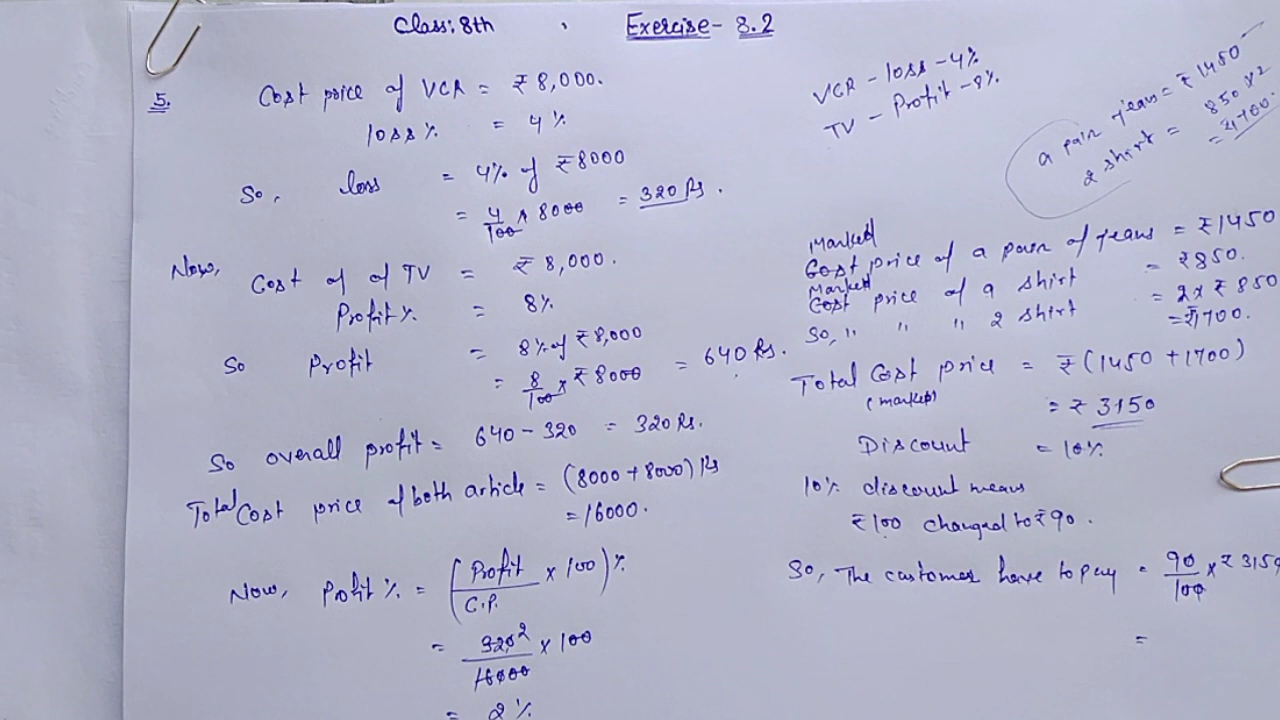 Class: 8th . Exercise - 8.2
5. Cost price of VCR = ₹ 8,000.
loss % = 4 %
So, loss = 4% of ₹8000
= 4/100 × 8000 = 320 Rs.
Now, Cost of of TV = ₹ 8,000.
Profit % = 8%
So Profit = 8% of ₹8,000
= 8/100 × ₹8000 = 640 Rs.
So overall profit = 640 - 320 = 320 Rs.
Total Cost price of both article = (8000 + 8000) Rs
= 16000.
Now, Profit % = (Profit/C.P. × 100) %
= 320 2/16000 × 100
= 2 %
VCR - loss - 4%
TV - Profit - 8%
a pair jeans = ₹ 1450
2 shirt = 850 × 2
= ₹1700.
Marked
Cost price of a pair of jeans = ₹1450
Marked
Cost price of a shirt = ₹850.
So, " " " 2 shirt = 2 × ₹ 850
= ₹1700.
Total Cost price = ₹ (1450 + 1700)
(marked)
= ₹ 3150
Discount = 10%
10% discount means
₹100 changed to ₹90.
So, The customer have to pay = 90/100 × ₹ 3150
=